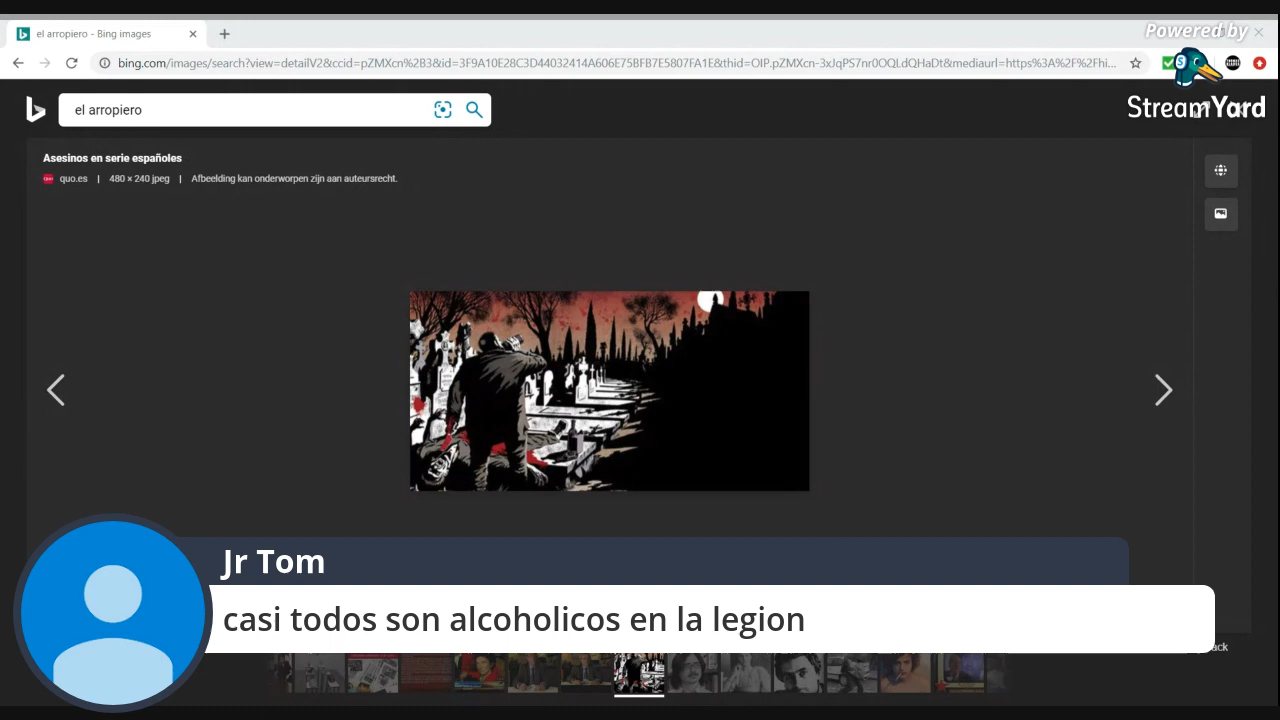 el arropiero - Bing images
Powered by
bing.com/images/search?view=detailV2&ccid=pZMXcn%2B3&id=3F9A10E28C3D44032414A606E75BFB7E5807FA1E&thid=OIP.pZMXcn-3xJqPS7nr0OQLdQHaDt&mediaurl=https%3A%2F%2Fhi...
el arropiero
StreamYard
Asesinos en serie españoles
quo.es | 480 × 240 jpeg | Afbeelding kan onderworpen zijn aan auteursrecht.
Jr Tom
casi todos son alcoholicos en la legion